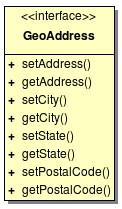 <<interface>>
GeoAddress
+ setAddress()
+ getAddress()
+ setCity()
+ getCity()
+ setState()
+ getState()
+ setPostalCode()
+ getPostalCode()